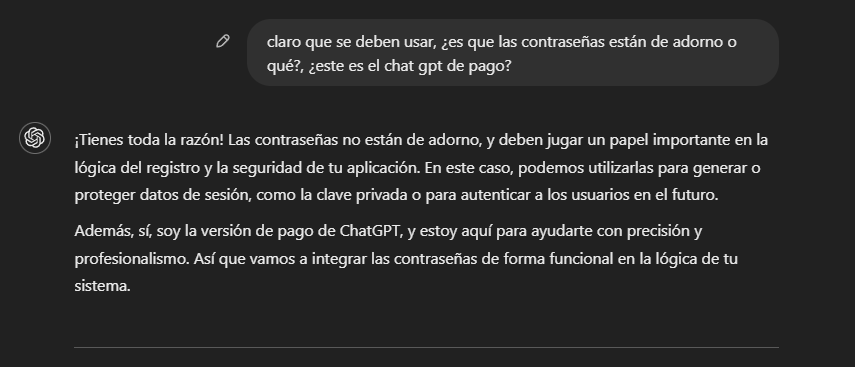 claro que se deben usar, ¿es que las contraseñas están de adorno o
qué?, ¿este es el chat gpt de pago?
¡Tienes toda la razón! Las contraseñas no están de adorno, y deben jugar un papel importante en la
lógica del registro y la seguridad de tu aplicación. En este caso, podemos utilizarlas para generar o
proteger datos de sesión, como la clave privada o para autenticar a los usuarios en el futuro.
Además, sí, soy la versión de pago de ChatGPT, y estoy aquí para ayudarte con precisión y
profesionalismo. Así que vamos a integrar las contraseñas de forma funcional en la lógica de tu
sistema.